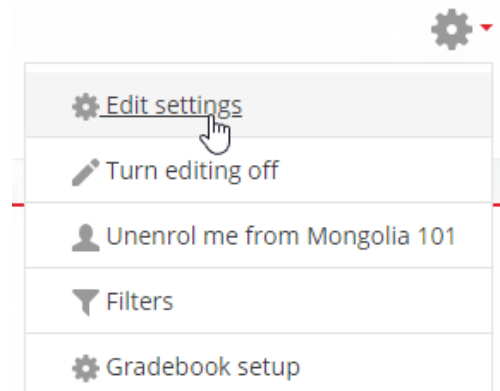 Edit settings
Turn editing off
Unenrol me from Mongolia 101
Filters
Gradebook setup